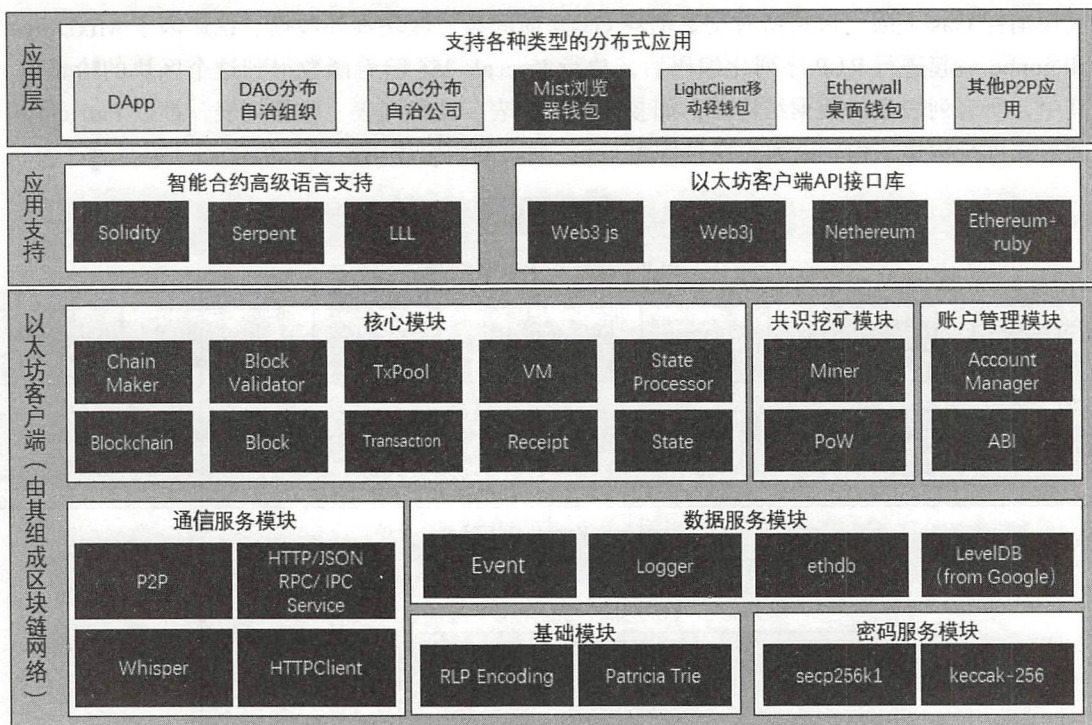 应用层
支持各种类型的分布式应用
DApp
DAO分布
自治组织
DAC分布
自治公司
Mist浏览
器钱包
LightClient移
动轻钱包
Etherwall
桌面钱包
其他P2P应
用
应用支持
智能合约高级语言支持
Solidity
Serpent
LLL
以太坊客户端API接口库
Web3 js
Web3j
Nethereum
Ethereum-
ruby
以太坊客户端(由其组成区块链网络)
核心模块
Chain
Maker
Block
Validator
TxPool
VM
State
Processor
Blockchain
Block
Transaction
Receipt
State
共识挖矿模块
Miner
PoW
账户管理模块
Account
Manager
ABI
通信服务模块
P2P
HTTP/JSON
RPC/ IPC
Service
Whisper
HTTPClient
数据服务模块
Event
Logger
ethdb
LevelDB
(from Google)
基础模块
RLP Encoding
Patricia Trie
密码服务模块
secp256k1
keccak-256